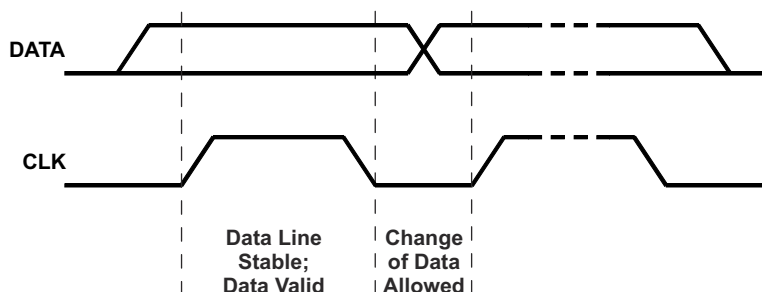 DATA
CLK
Data Line
Stable;
Data Valid
Change
of Data
Allowed